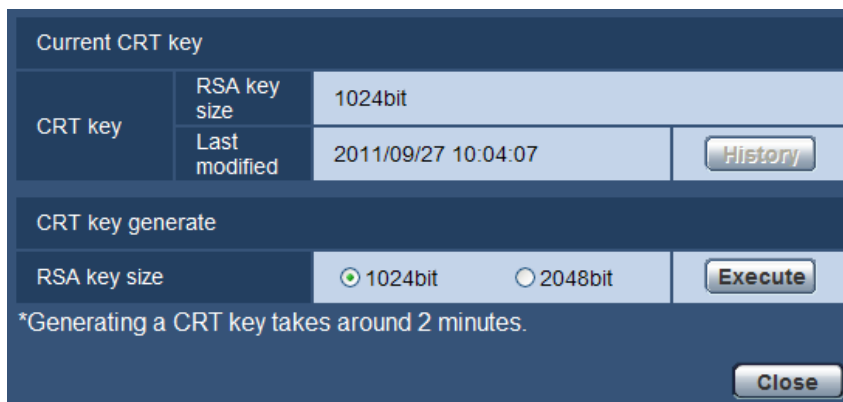 Current CRT key
CRT key
RSA key
size
1024bit
Last
modified
2011/09/27 10:04:07
History
CRT key generate
RSA key size
1024bit
2048bit
Execute
*Generating a CRT key takes around 2 minutes.
Close